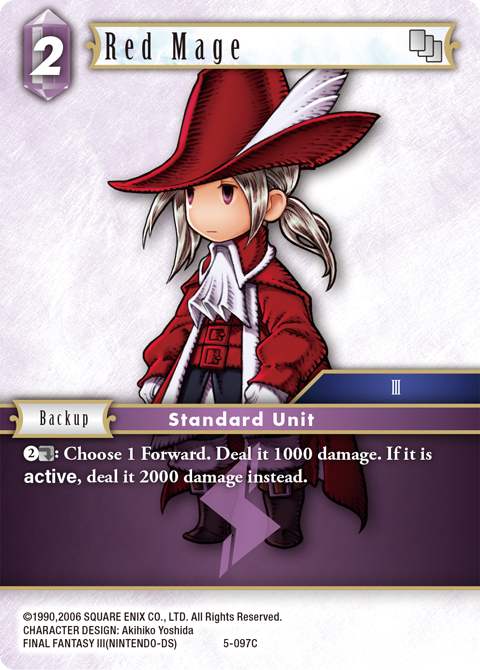 2
Red Mage
III
Backup
Standard Unit
2 : Choose 1 Forward. Deal it 1000 damage. If it is
active, deal it 2000 damage instead.
©1990,2006 SQUARE ENIX CO., LTD. All Rights Reserved.
CHARACTER DESIGN: Akihiko Yoshida
FINAL FANTASY III(NINTENDO-DS) 5-097C